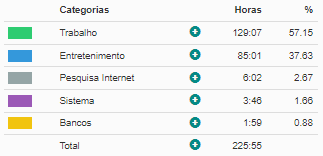 Categorias Horas %
Trabalho 129:07 57.15
Entretenimento 85:01 37.63
Pesquisa Internet 6:02 2.67
Sistema 3:46 1.66
Bancos 1:59 0.88
Total 225:55